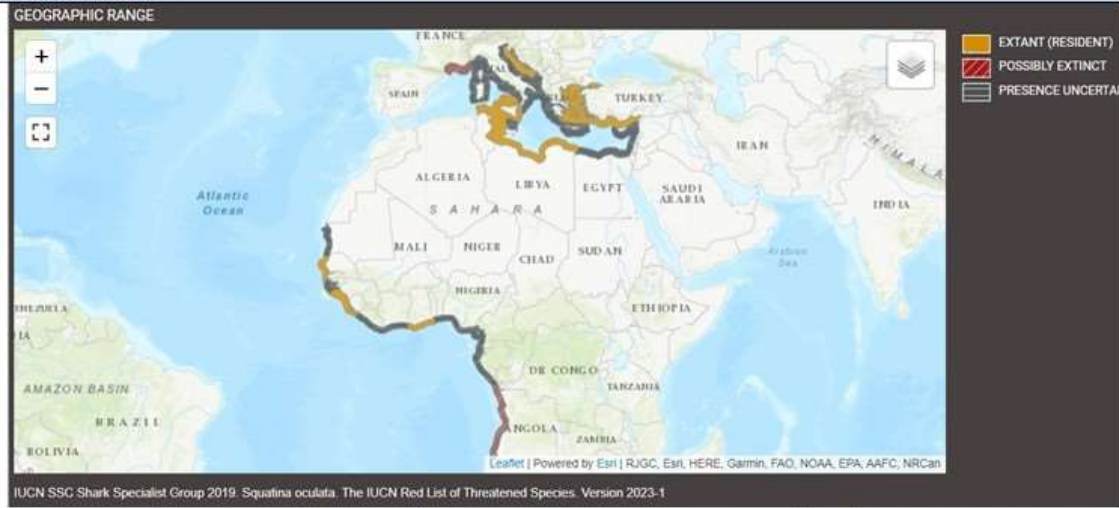 GEOGRAPHIC RANGE
EXTANT (RESIDENT)
POSSIBLY EXTINCT
PRESENCE UNCERTAI
+
−
FRANCE
SPAIN
TURKEY
IRAN
HIMALA
ALGERIA
LIBYA
EGYPT
SAUDI
ARABIA
INDIA
Atlantic
Ocean
SAHARA
MALI
NIGER
CHAD
SUDAN
Arabian
Sea
NIGERIA
ETHIOPIA
DR CONGO
TANZANIA
AMAZON BASIN
BRAZIL
ANGOLA
ZAMBIA
BOLIVIA
Leaflet | Powered by Esri | RJGC, Esri, HERE, Garmin, FAO, NOAA, EPA, AAFC, NRCan
IUCN SSC Shark Specialist Group 2019. Squatina oculata. The IUCN Red List of Threatened Species. Version 2023-1